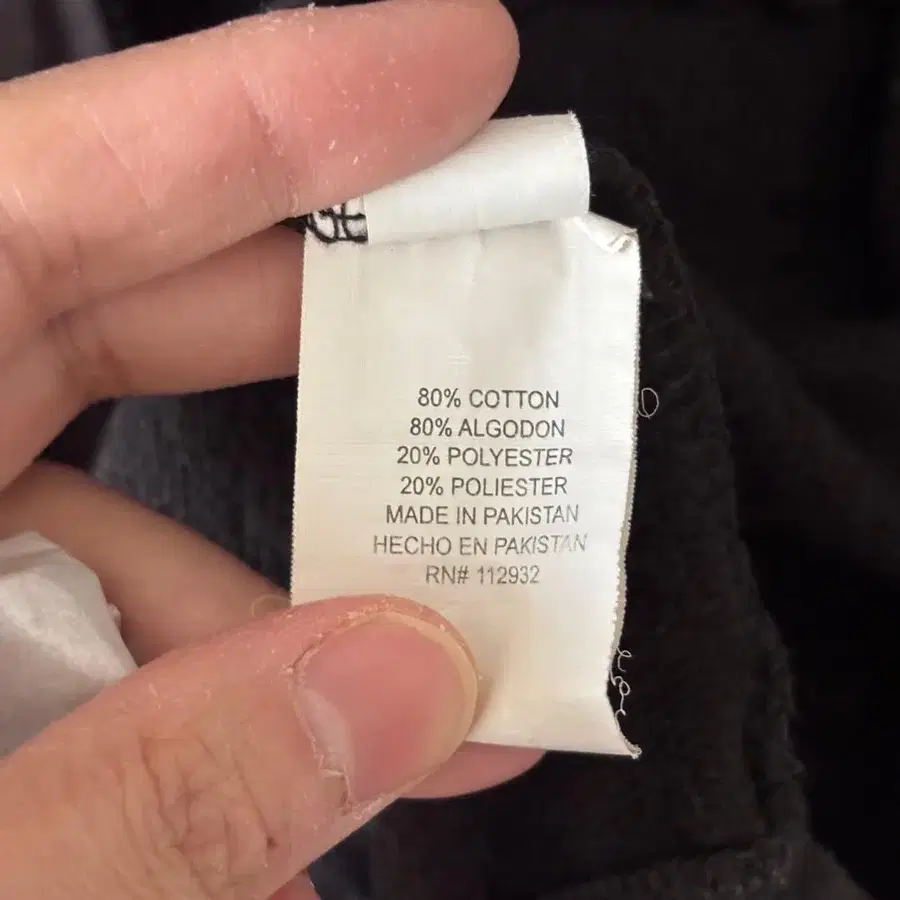 80% COTTON
80% ALGODON
20% POLYESTER
20% POLIESTER
MADE IN PAKISTAN
HECHO EN PAKISTAN
RN# 112932